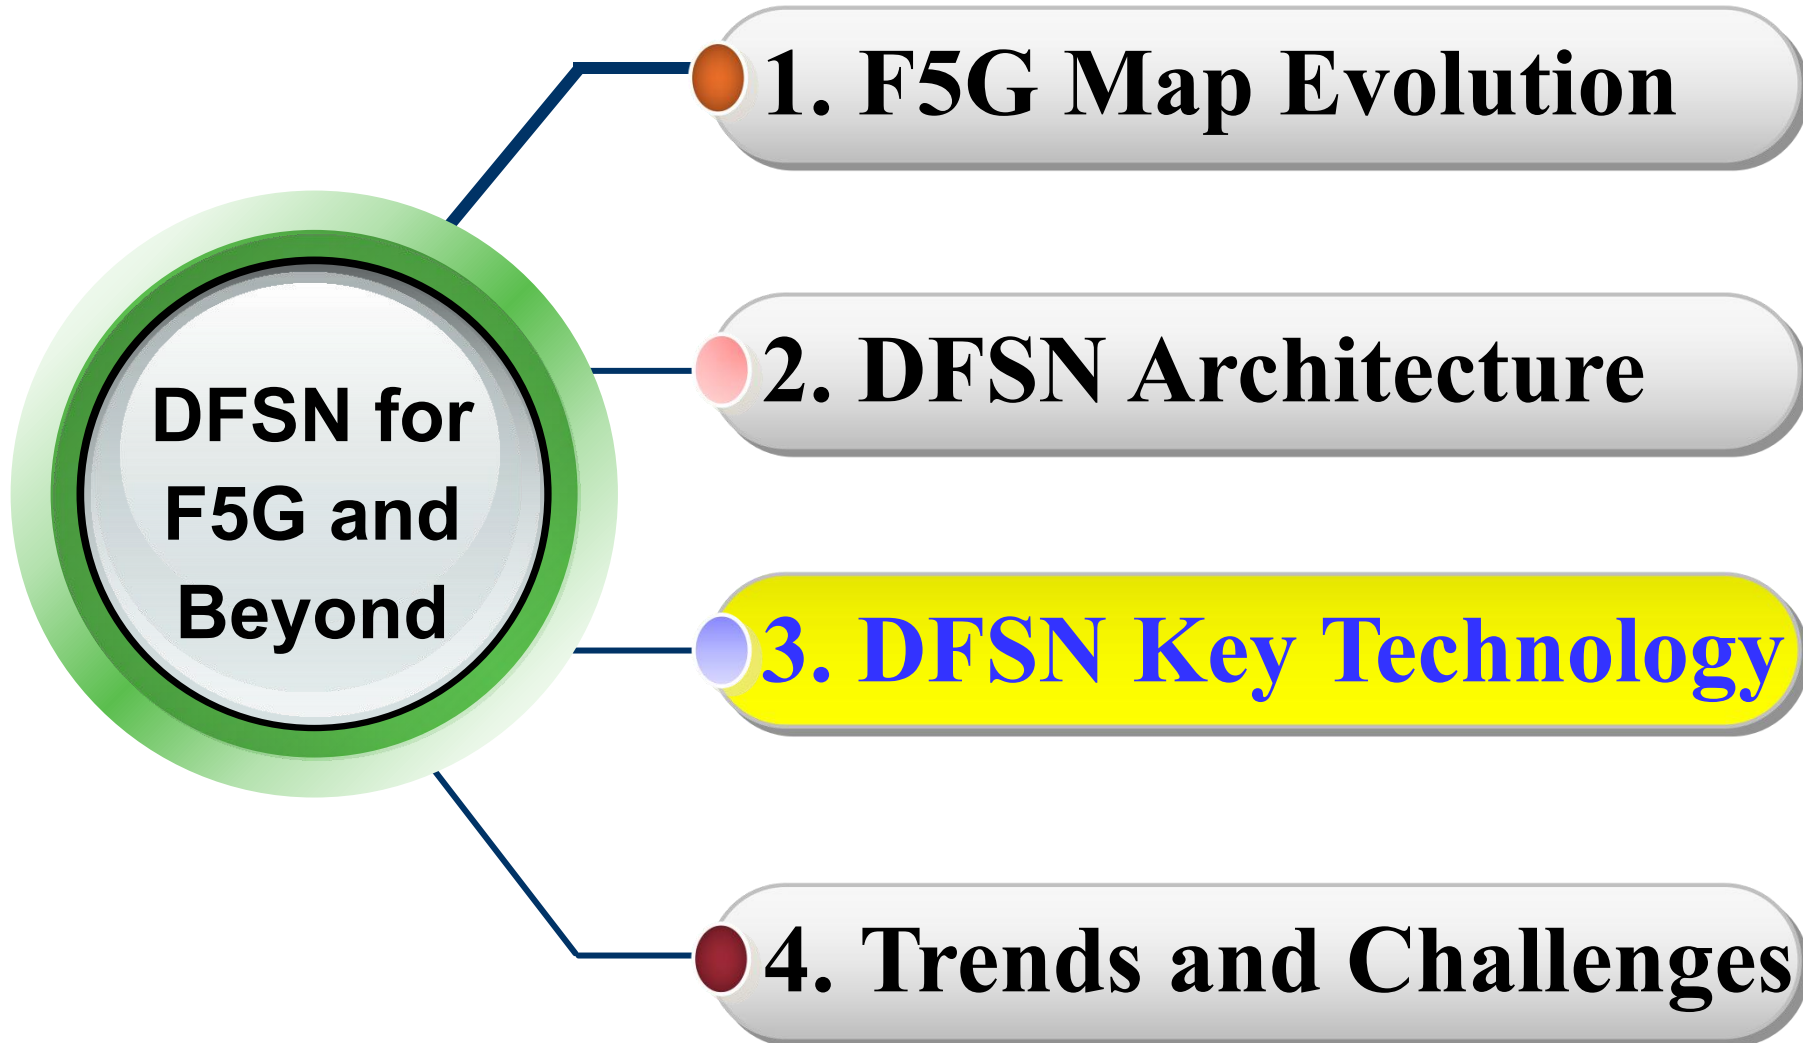 DFSN for
F5G and
Beyond
1. F5G Map Evolution
2. DFSN Architecture
3. DFSN Key Technology
4. Trends and Challenges